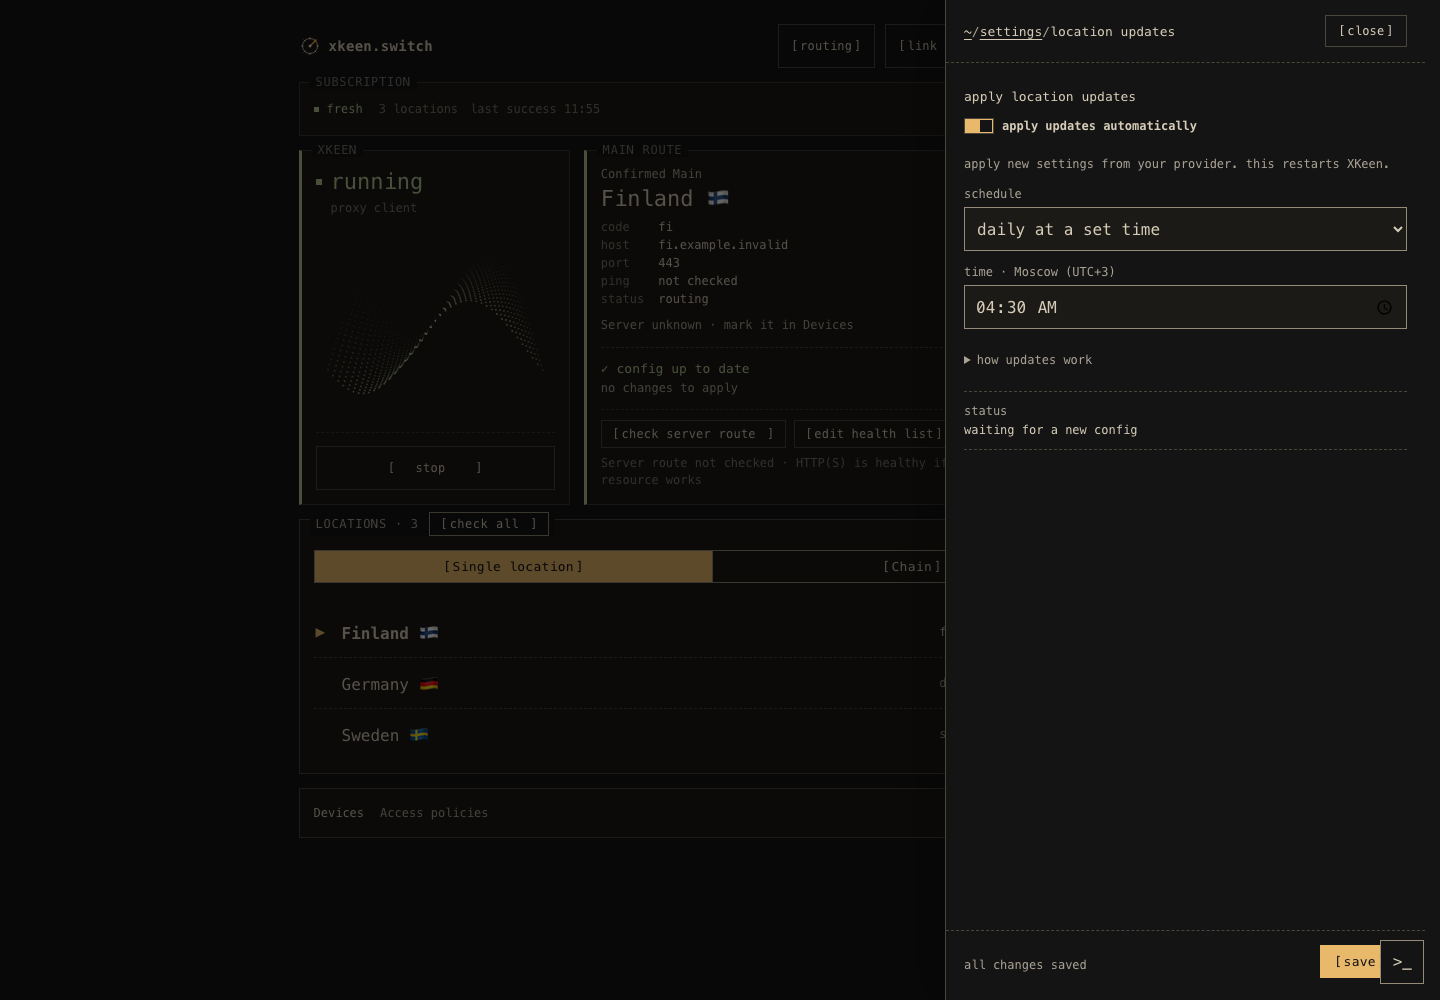 xkeen.switch
[routing]
[link
SUBSCRIPTION
fresh 3 locations last success 11:55
XKEEN
running
proxy client
[ stop ]
MAIN ROUTE
Confirmed Main
Finland 🇫🇮
code fi
host fi.example.invalid
port 443
ping not checked
status routing
Server unknown · mark it in Devices
✓ config up to date
no changes to apply
[check server route ] [edit health list]
Server route not checked · HTTP(S) is healthy if
resource works
LOCATIONS · 3 [check all ]
[Single location] [Chain]
▶ Finland 🇫🇮
Germany 🇩🇪
Sweden 🇸🇪
Devices Access policies
~/settings/location updates
[close]
apply location updates
apply updates automatically
apply new settings from your provider. this restarts XKeen.
schedule
daily at a set time
time · Moscow (UTC+3)
04:30 AM
▶ how updates work
status
waiting for a new config
all changes saved
[save
>_